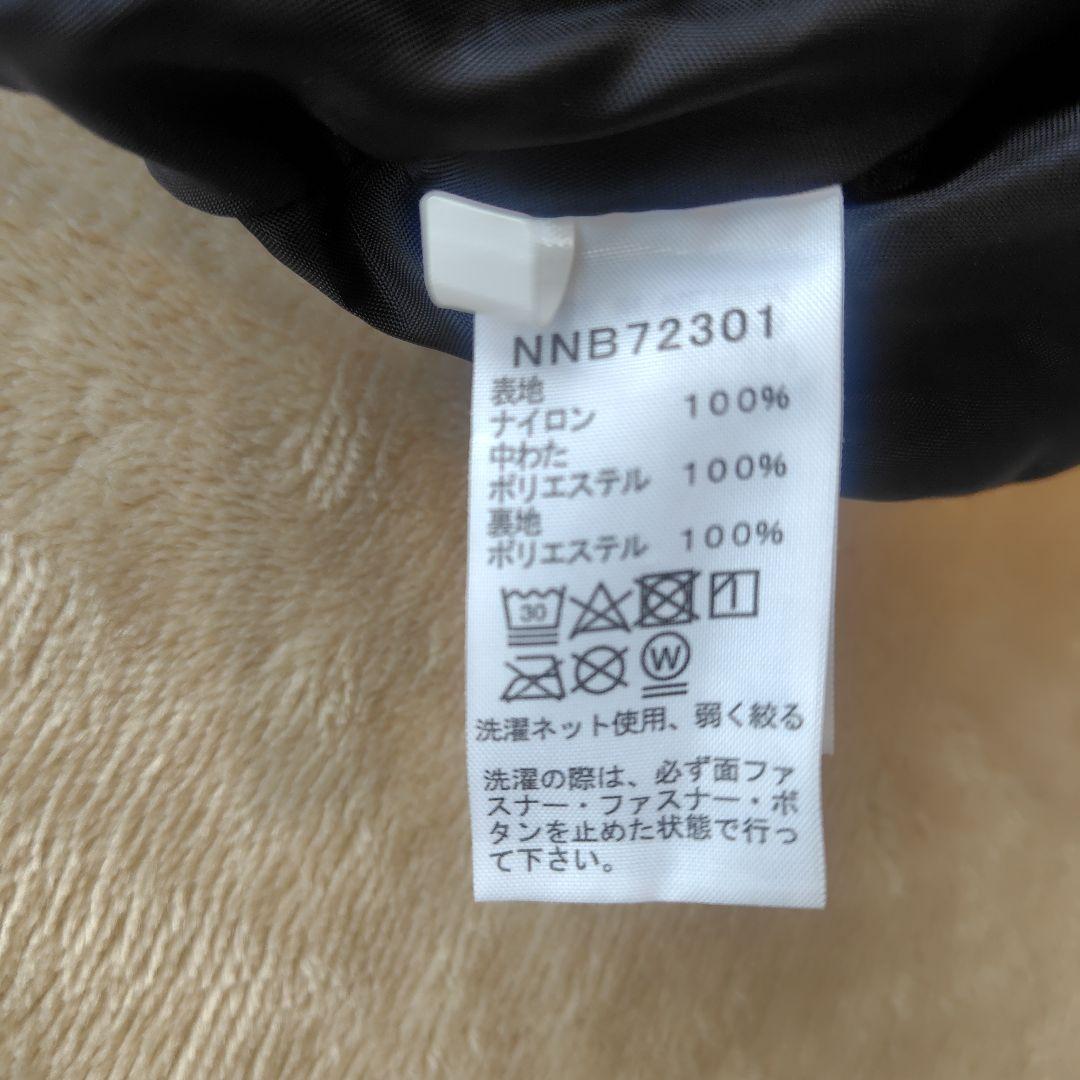 NNB72301
表地
ナイロン 100%
中わた
ポリエステル 100%
裏地
ポリエステル 100%
30
W
洗濯ネット使用、弱く絞る
洗濯の際は、必ず面ファ
スナー・ファスナー・ボ
タンを止めた状態で行っ
て下さい。